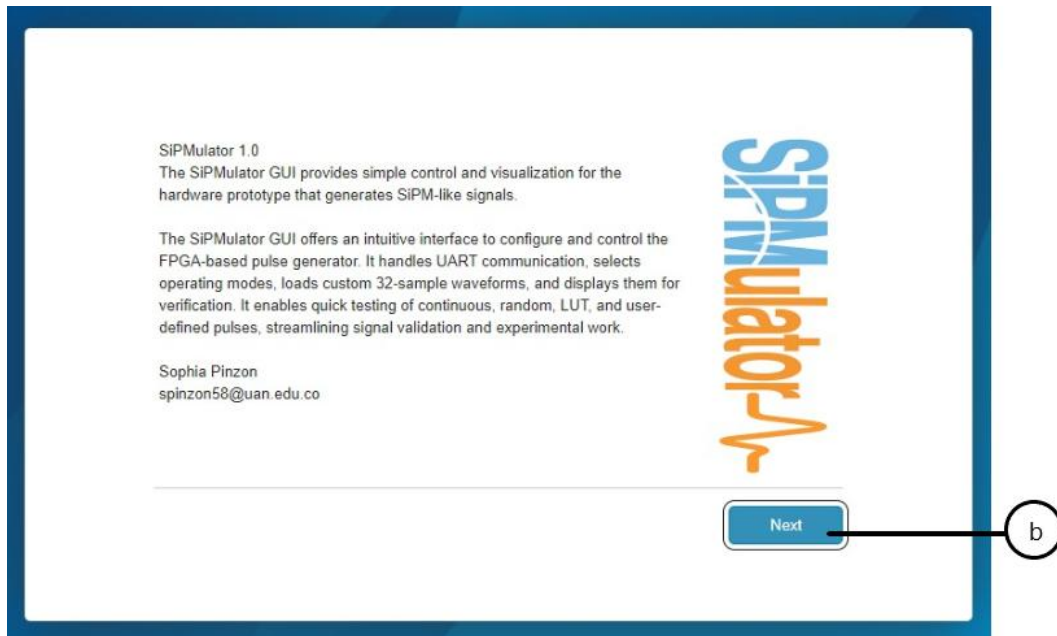 SiPMulator 1.0
The SiPMulator GUI provides simple control and visualization for the
hardware prototype that generates SiPM-like signals.
The SiPMulator GUI offers an intuitive interface to configure and control the
FPGA-based pulse generator. It handles UART communication, selects
operating modes, loads custom 32-sample waveforms, and displays them for
verification. It enables quick testing of continuous, random, LUT, and user-
defined pulses, streamlining signal validation and experimental work.
Sophia Pinzon
spinzon58@uan.edu.co
SiPMulator
Next
b